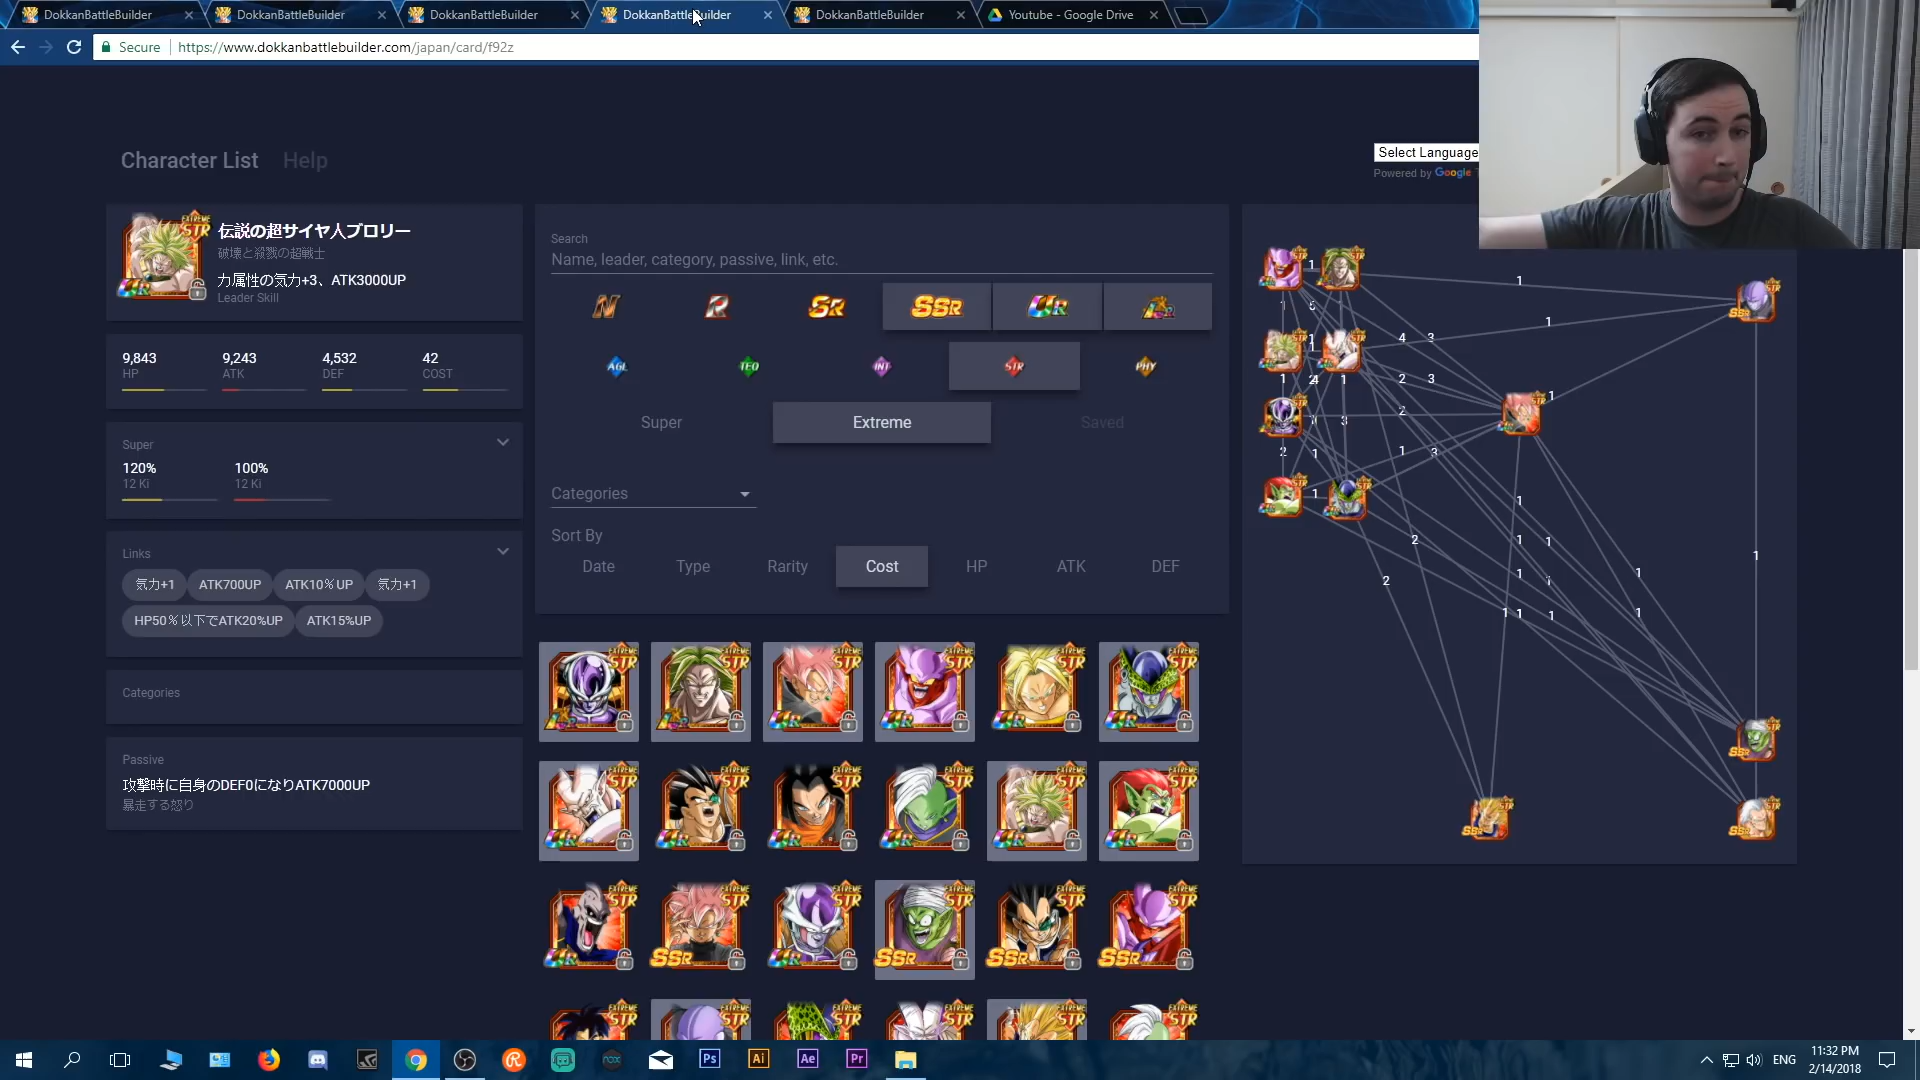 DokkanBattleBuilder
DokkanBattleBuilder
DokkanBattleBuilder
DokkanBattleBuilder
DokkanBattleBuilder
Youtube - Google Drive
Secure
https://www.dokkanbattlebuilder.com/japan/card/f92z
Character List
Help
Select Language
Powered by Google
伝説の超サイヤ人ブロリー
破壊と殺戮の超戦士
力属性の気力+3、ATK3000UP
Leader Skill
9,843
HP
9,243
ATK
4,532
DEF
42
COST
Super
120%
12 Ki
100%
12 Ki
Links
気力+1
ATK700UP
ATK10%UP
気力+1
HP50%以下でATK20%UP
ATK15%UP
Categories
Passive
攻撃時に自身のDEF0になりATK7000UP
暴走する怒り
Search
Name, leader, category, passive, link, etc.
N
R
SR
SSR
UR
AGL
TEQ
INT
STR
PHY
Super
Extreme
Saved
Categories
Sort By
Date
Type
Rarity
Cost
HP
ATK
DEF
ENG
11:32 PM
2/14/2018